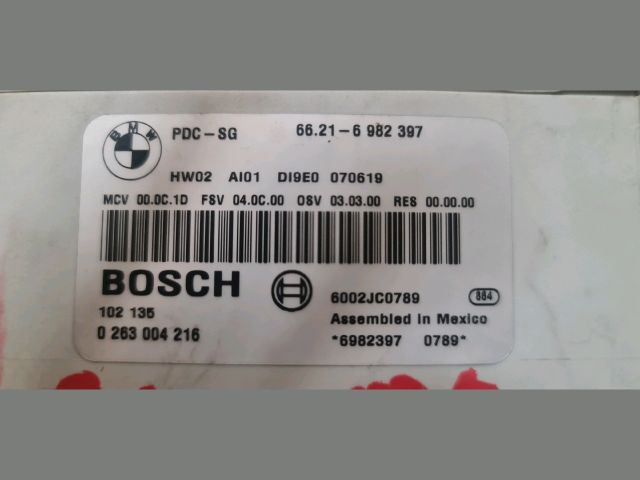 BMW
PDC-SG 66.21-6 982 397
HW02 AI01 DI9E0 070619
MCV 00.0C.1D FSV 04.0C.00 OSV 03.03.00 RES 00.00.00
BOSCH
6002JC0789 884
102 135
Assembled in Mexico
0 263 004 216
*6982397 0789*